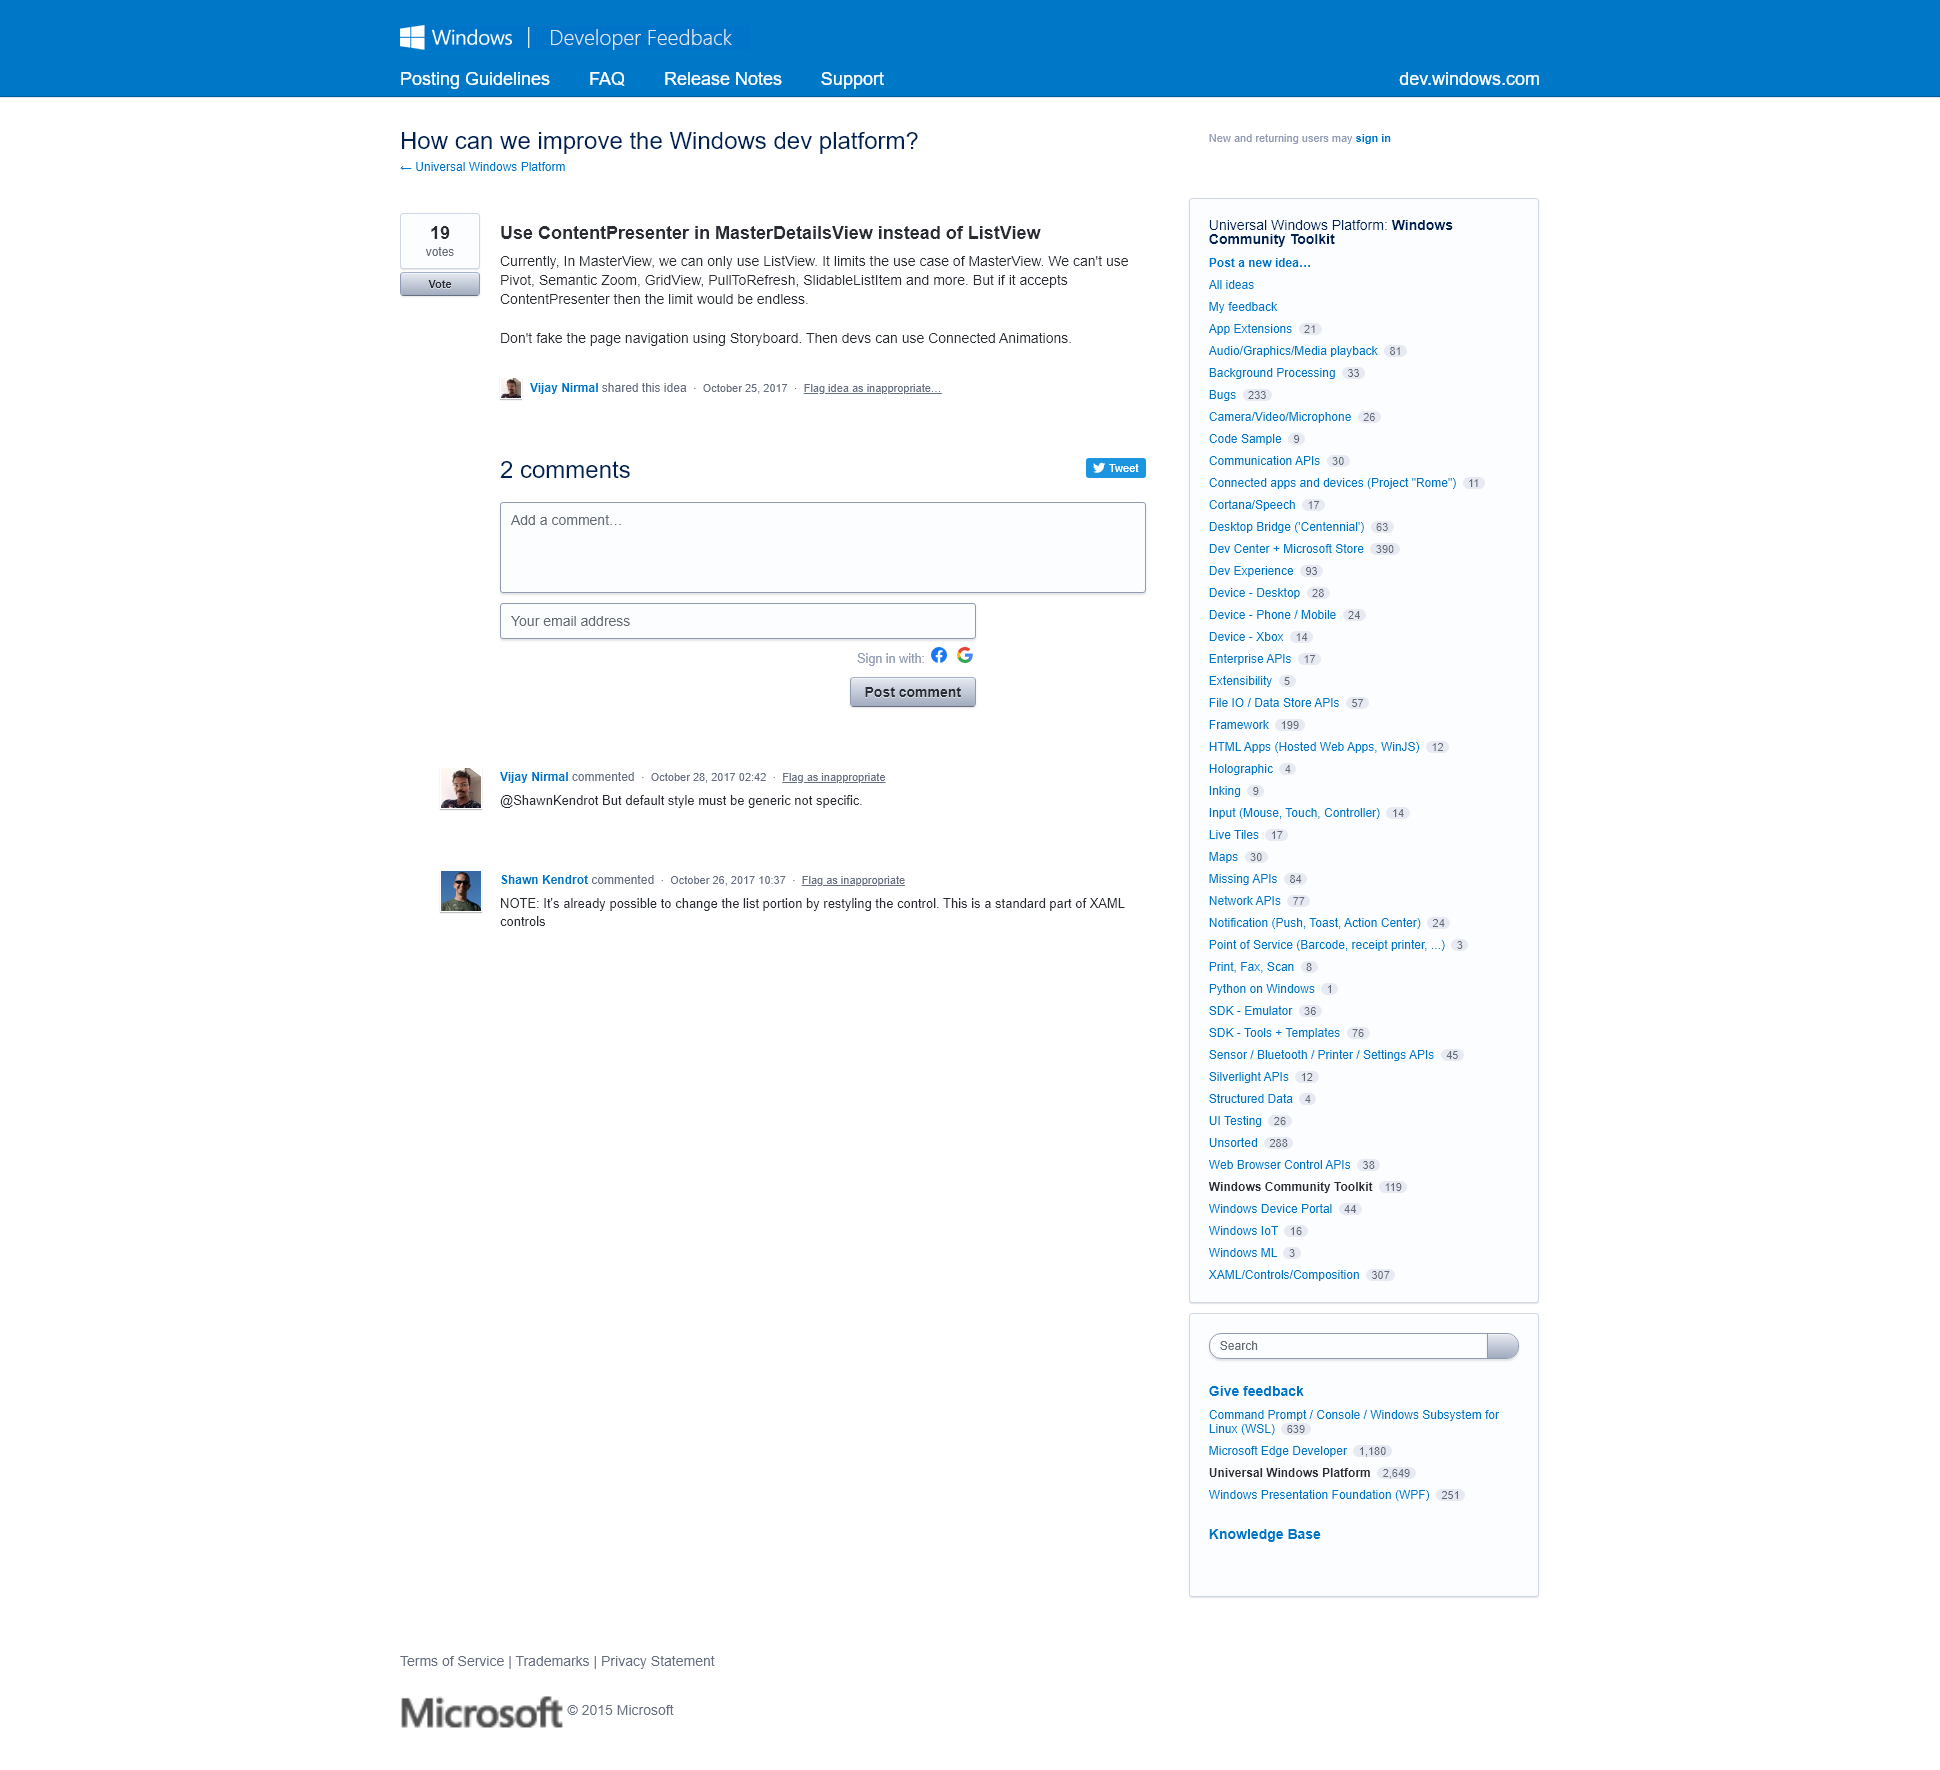 Windows | Developer Feedback
Posting Guidelines FAQ Release Notes Support dev.windows.com
How can we improve the Windows dev platform?
← Universal Windows Platform
New and returning users may sign in
19
votes
Vote
Use ContentPresenter in MasterDetailsView instead of ListView
Currently, In MasterView, we can only use ListView. It limits the use case of MasterView. We can't use
Pivot, Semantic Zoom, GridView, PullToRefresh, SlidableListItem and more. But if it accepts
ContentPresenter then the limit would be endless.
Don't fake the page navigation using Storyboard. Then devs can use Connected Animations.
Vijay Nirmal shared this idea · October 25, 2017 · Flag idea as inappropriate…
2 comments
Tweet
Add a comment…
Your email address
Sign in with:
Post comment
Vijay Nirmal commented · October 28, 2017 02:42 · Flag as inappropriate
@ShawnKendrot But default style must be generic not specific.
Shawn Kendrot commented · October 26, 2017 10:37 · Flag as inappropriate
NOTE: It's already possible to change the list portion by restyling the control. This is a standard part of XAML
controls
Universal Windows Platform: Windows
Community Toolkit
Post a new idea…
All ideas
My feedback
App Extensions 21
Audio/Graphics/Media playback 81
Background Processing 33
Bugs 233
Camera/Video/Microphone 26
Code Sample 9
Communication APIs 30
Connected apps and devices (Project "Rome") 11
Cortana/Speech 17
Desktop Bridge ('Centennial') 63
Dev Center + Microsoft Store 390
Dev Experience 93
Device - Desktop 28
Device - Phone / Mobile 24
Device - Xbox 14
Enterprise APIs 17
Extensibility 5
File IO / Data Store APIs 57
Framework 199
HTML Apps (Hosted Web Apps, WinJS) 12
Holographic 4
Inking 9
Input (Mouse, Touch, Controller) 14
Live Tiles 17
Maps 30
Missing APIs 84
Network APIs 77
Notification (Push, Toast, Action Center) 24
Point of Service (Barcode, receipt printer, ...) 3
Print, Fax, Scan 8
Python on Windows 1
SDK - Emulator 36
SDK - Tools + Templates 76
Sensor / Bluetooth / Printer / Settings APIs 45
Silverlight APIs 12
Structured Data 4
UI Testing 26
Unsorted 288
Web Browser Control APIs 38
Windows Community Toolkit 119
Windows Device Portal 44
Windows IoT 16
Windows ML 3
XAML/Controls/Composition 307
Search
Give feedback
Command Prompt / Console / Windows Subsystem for
Linux (WSL) 639
Microsoft Edge Developer 1,180
Universal Windows Platform 2,649
Windows Presentation Foundation (WPF) 251
Knowledge Base
Terms of Service | Trademarks | Privacy Statement
Microsoft © 2015 Microsoft